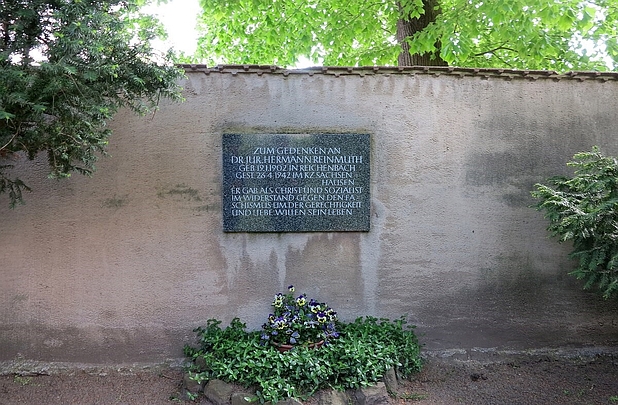 ZUM GEDENKEN AN
DR. JUR. HERMANN REINMUTH
GEB 19.1.1902 IN REICHENBACH
GEST. 26.4.1942 IM KZ SACHSEN
HAUSEN
ER GAB ALS CHRIST UND SOZIALIST
IM WIDERSTAND GEGEN DEN FA
SCHISMUS UM DER GERECHTIGKEIT
UND LIEBE WILLEN SEIN LEBEN